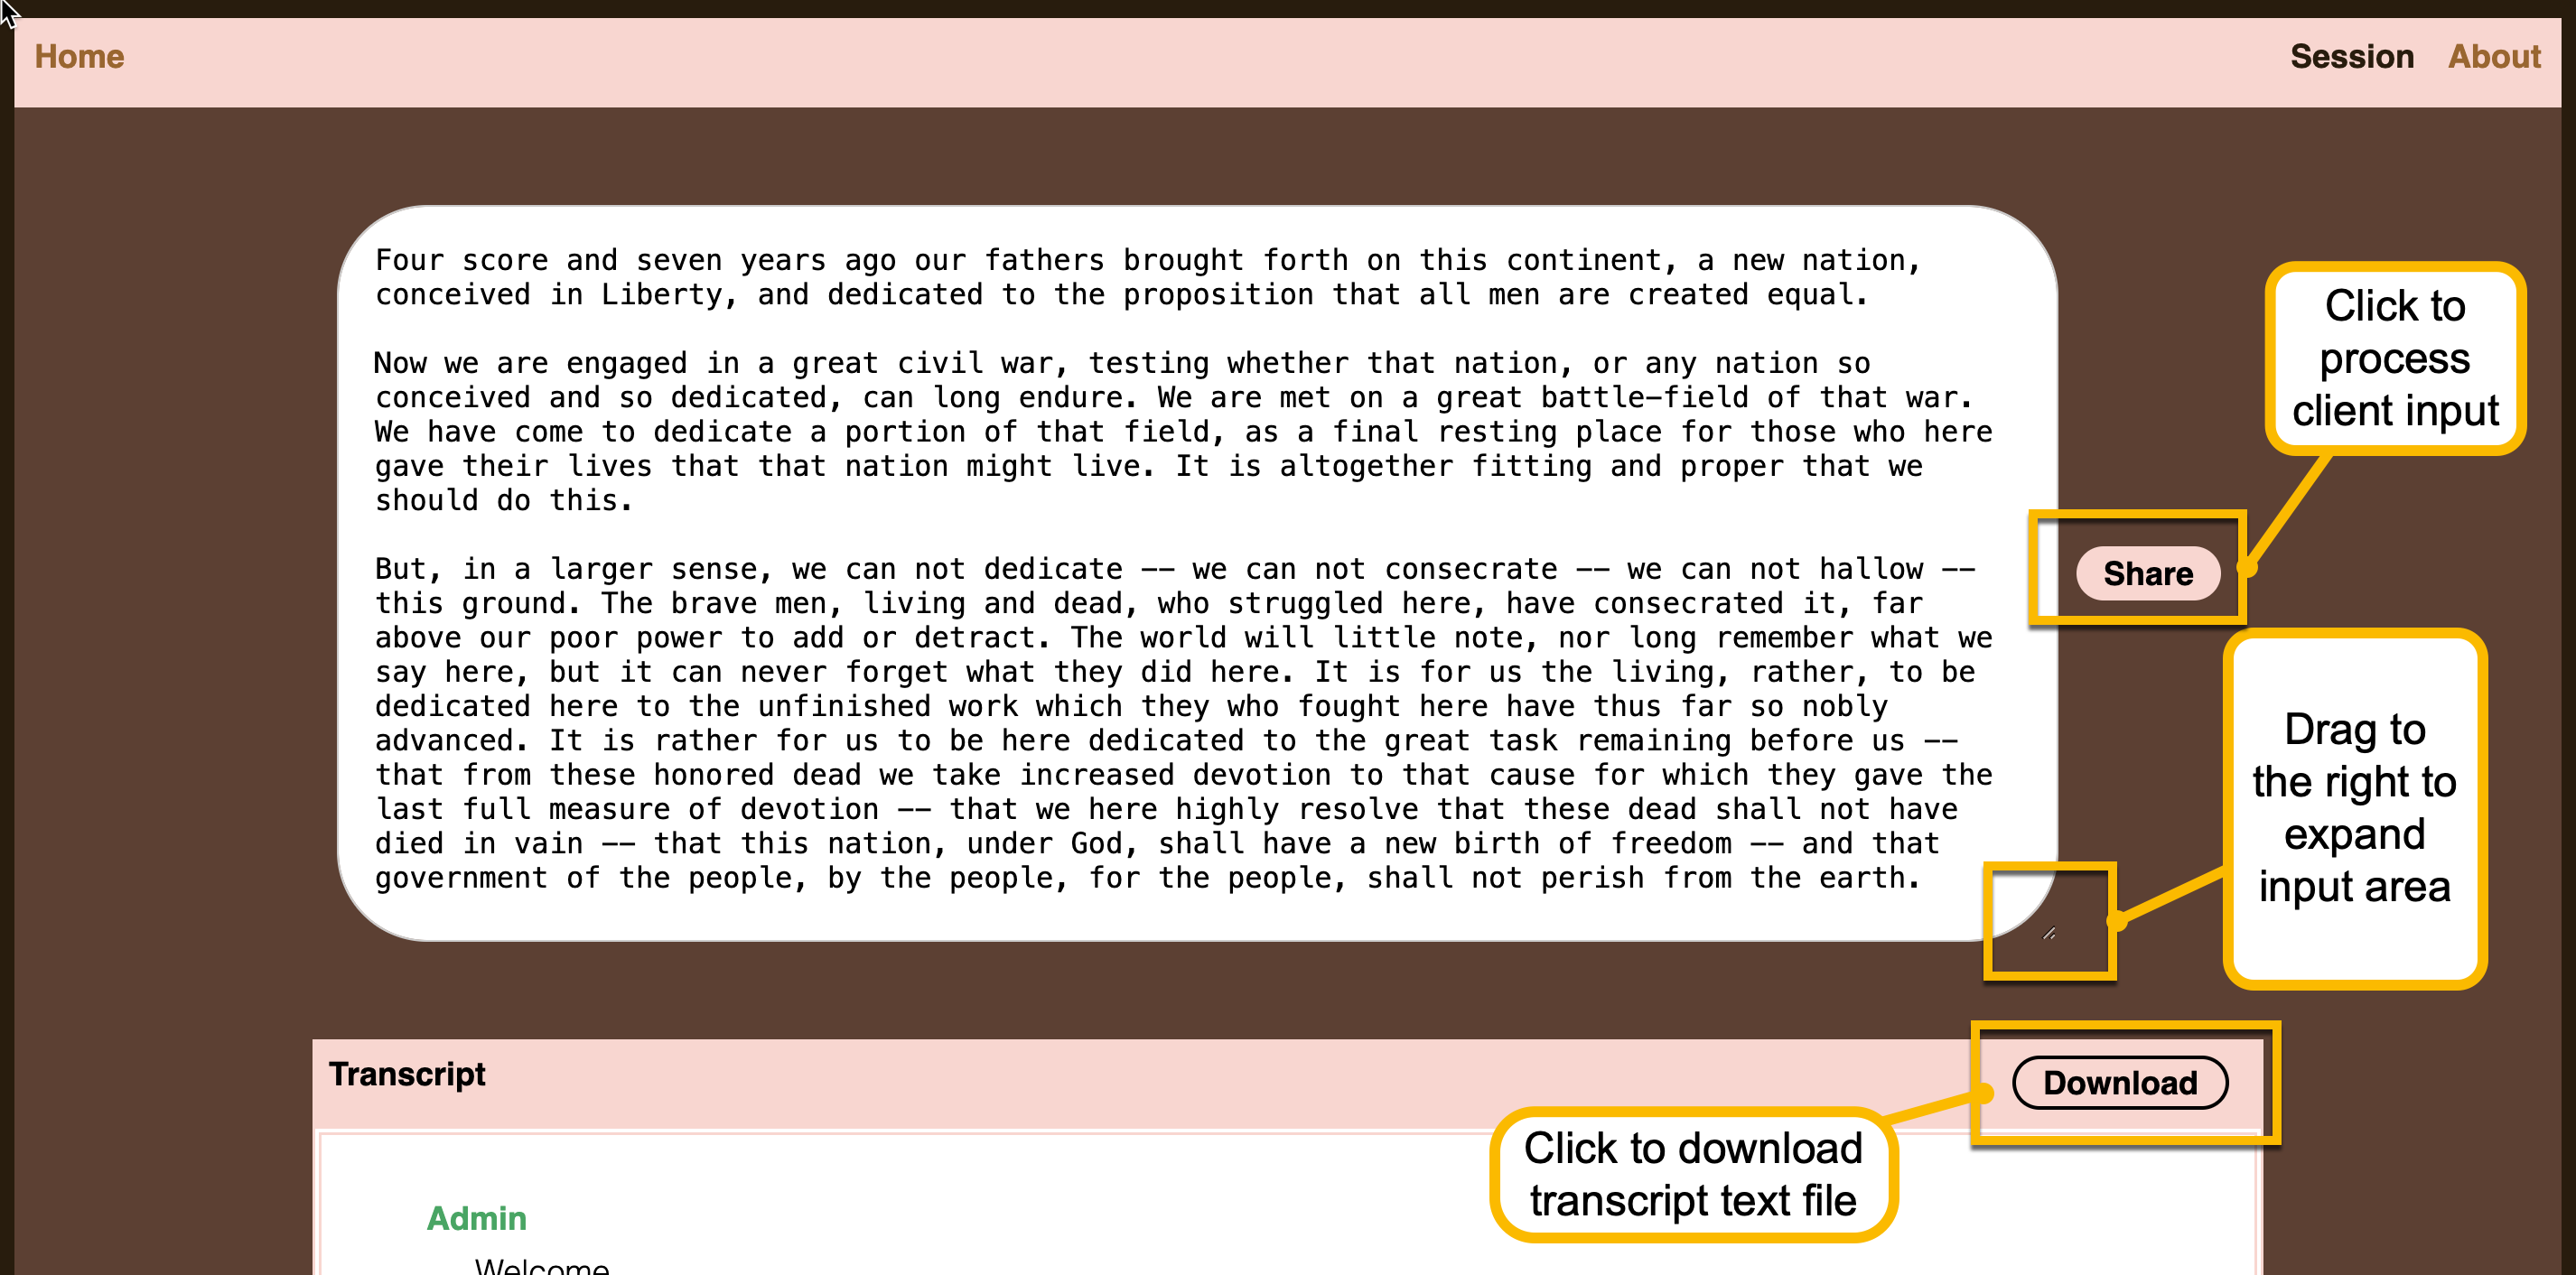 Home
Session
About
Four score and seven years ago our fathers brought forth on this continent, a new nation,
conceived in Liberty, and dedicated to the proposition that all men are created equal.
Now we are engaged in a great civil war, testing whether that nation, or any nation so
conceived and so dedicated, can long endure. We are met on a great battle-field of that war.
We have come to dedicate a portion of that field, as a final resting place for those who here
gave their lives that that nation might live. It is altogether fitting and proper that we
should do this.
But, in a larger sense, we can not dedicate -- we can not consecrate -- we can not hallow --
this ground. The brave men, living and dead, who struggled here, have consecrated it, far
above our poor power to add or detract. The world will little note, nor long remember what we
say here, but it can never forget what they did here. It is for us the living, rather, to be
dedicated here to the unfinished work which they who fought here have thus far so nobly
advanced. It is rather for us to be here dedicated to the great task remaining before us --
that from these honored dead we take increased devotion to that cause for which they gave the
last full measure of devotion -- that we here highly resolve that these dead shall not have
died in vain -- that this nation, under God, shall have a new birth of freedom -- and that
government of the people, by the people, for the people, shall not perish from the earth.
Click to
process
client input
Share
Drag to
the right to
expand
input area
Transcript
Download
Click to download
transcript text file
Admin
Welcome